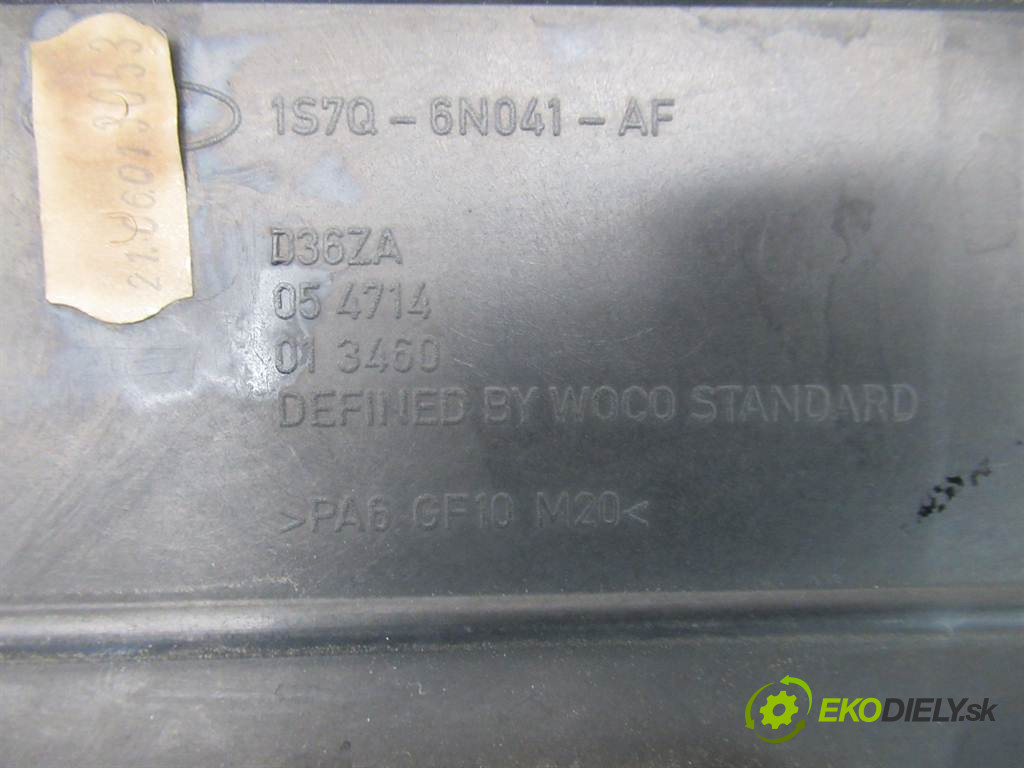 1S7Q - 6N041 - AF
D36ZA
05 4714
01 3460
DEFINED BY WOCO STANDARD
>PA6 GF10 M20<
EKODIELY.sk